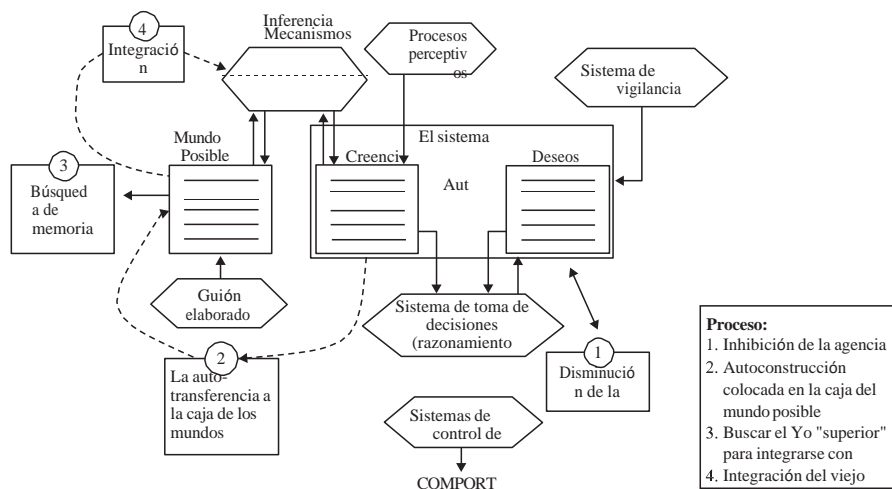 4
Integració
n
Inferencia
Mecanismos
Procesos
perceptiv
os
Sistema de
vigilancia
El sistema
Mundo
Posible
Creenci
Deseos
Aut
3
Búsqued
a de
memoria
Guión
elaborado
Sistema de toma de
decisiones
(razonamiento
2
La auto-
transferencia a
la caja de los
mundos
1
Disminució
n de la
Sistemas de
control de
COMPORT
Proceso:
1. Inhibición de la agencia
2. Autoconstrucción
colocada en la caja del
mundo posible
3. Buscar el Yo "superior"
para integrarse con
4. Integración del viejo